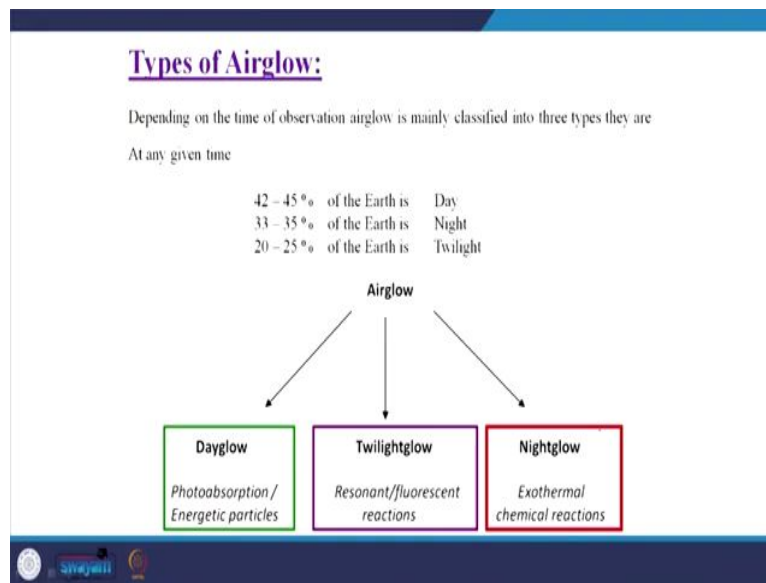 Types of Airglow:
Depending on the time of observation airglow is mainly classified into three types they are
At any given time
42 – 45 % of the Earth is Day
33 – 35 % of the Earth is Night
20 – 25 % of the Earth is Twilight
Airglow
Dayglow
Photoabsorption /
Energetic particles
Twilightglow
Resonant/fluorescent
reactions
Nightglow
Exothermal
chemical reactions
swayam